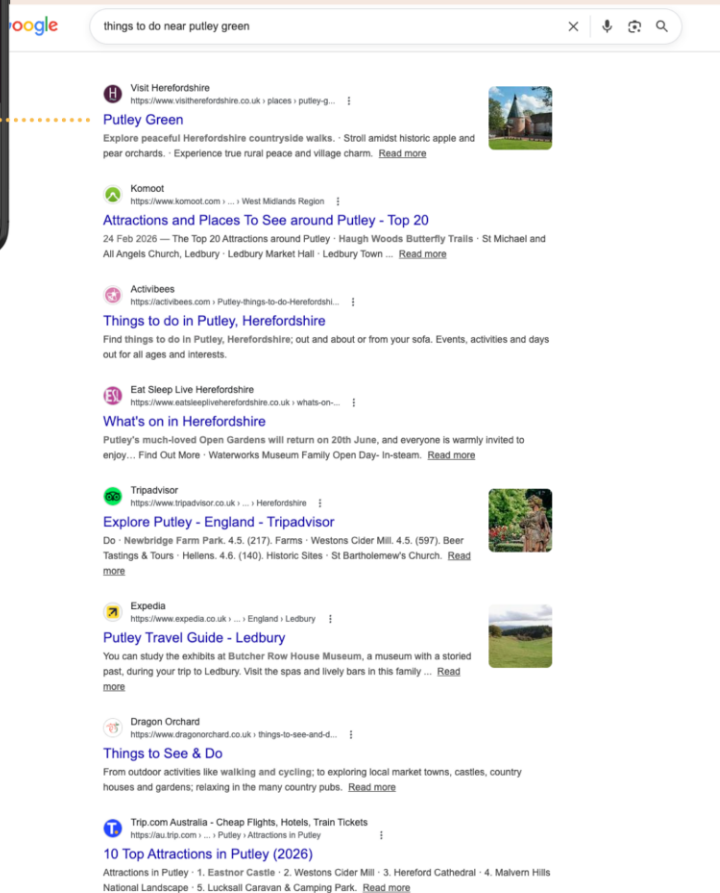 oogle
things to do near putley green
Visit Herefordshire
https://www.visitherefordshire.co.uk › places › putley-g...
Putley Green
Explore peaceful Herefordshire countryside walks. · Stroll amidst historic apple and
pear orchards. · Experience true rural peace and village charm. Read more
Komoot
https://www.komoot.com › ... › West Midlands Region
Attractions and Places To See around Putley - Top 20
24 Feb 2026 — The Top 20 Attractions around Putley · Haugh Woods Butterfly Trails · St Michael and
All Angels Church, Ledbury · Ledbury Market Hall · Ledbury Town ... Read more
Activibees
https://activibees.com › Putley-things-to-do-Herefordshi...
Things to do in Putley, Herefordshire
Find things to do in Putley, Herefordshire; out and about or from your sofa. Events, activities and days
out for all ages and interests.
Eat Sleep Live Herefordshire
https://www.eatsleepliveherefordshire.co.uk › whats-on-...
What's on in Herefordshire
Putley's much-loved Open Gardens will return on 20th June, and everyone is warmly invited to
enjoy… Find Out More · Waterworks Museum Family Open Day- In-steam. Read more
Tripadvisor
https://www.tripadvisor.co.uk › ... › Herefordshire
Explore Putley - England - Tripadvisor
Do · Newbridge Farm Park. 4.5. (217). Farms · Westons Cider Mill. 4.5. (597). Beer
Tastings & Tours · Hellens. 4.6. (140). Historic Sites · St Bartholemew's Church. Read
more
Expedia
https://www.expedia.co.uk › ... › England › Ledbury
Putley Travel Guide - Ledbury
You can study the exhibits at Butcher Row House Museum, a museum with a storied
past, during your trip to Ledbury. Visit the spas and lively bars in this family ... Read
more
Dragon Orchard
https://www.dragonorchard.co.uk › things-to-see-and-d...
Things to See & Do
From outdoor activities like walking and cycling; to exploring local market towns, castles, country
houses and gardens; relaxing in the many country pubs. Read more
Trip.com Australia - Cheap Flights, Hotels, Train Tickets
https://au.trip.com › ... › Putley › Attractions in Putley
10 Top Attractions in Putley (2026)
Attractions in Putley · 1. Eastnor Castle · 2. Westons Cider Mill · 3. Hereford Cathedral · 4. Malvern Hills
National Landscape · 5. Lucksall Caravan & Camping Park. Read more